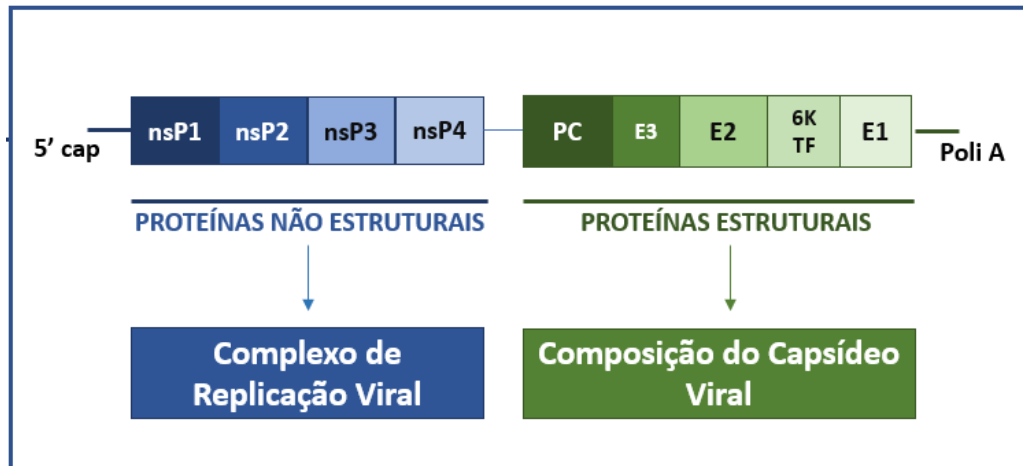 5' cap
nsP1
nsP2
nsP3
nsP4
PC
E3
E2
6K
TF
E1
Poli A
PROTEÍNAS NÃO ESTRUTURAIS
PROTEÍNAS ESTRUTURAIS
Complexo de
Replicação Viral
Composição do Capsídeo
Viral